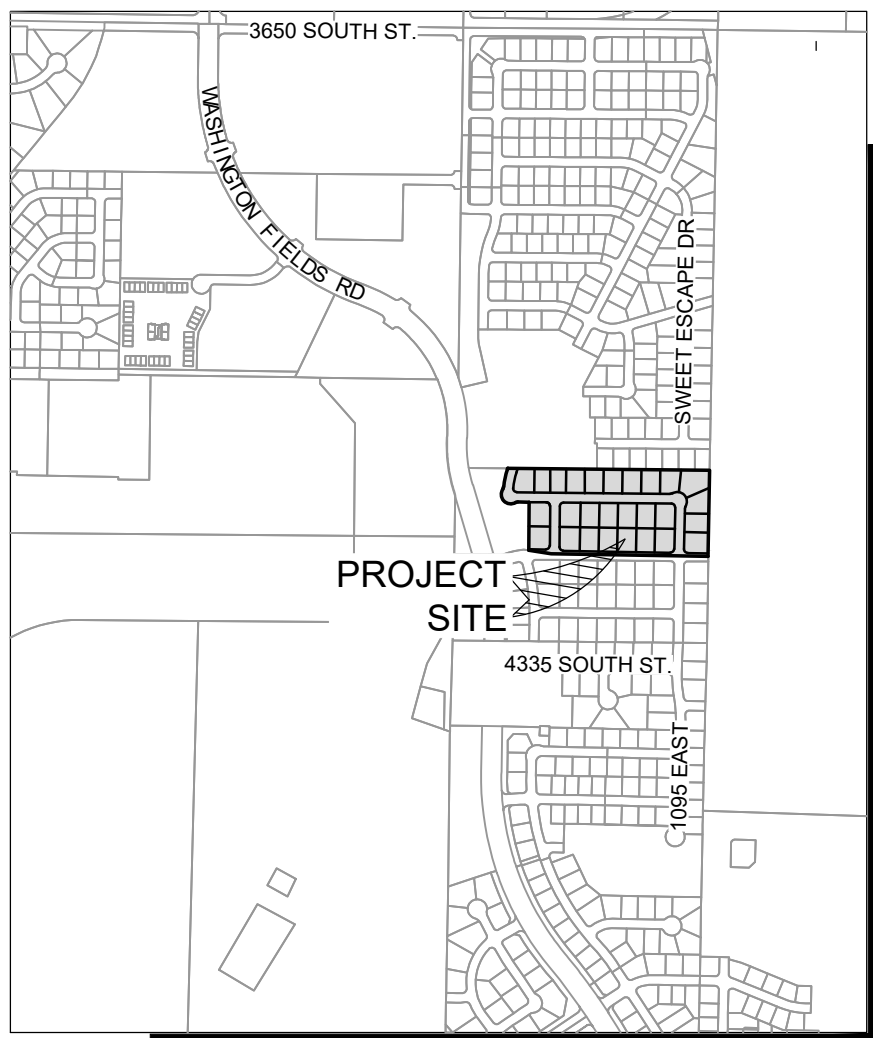 3650 SOUTH ST.
WASHINGTON FIELDS RD
SWEET ESCAPE DR
PROJECT
SITE
4335 SOUTH ST.
1095 EAST